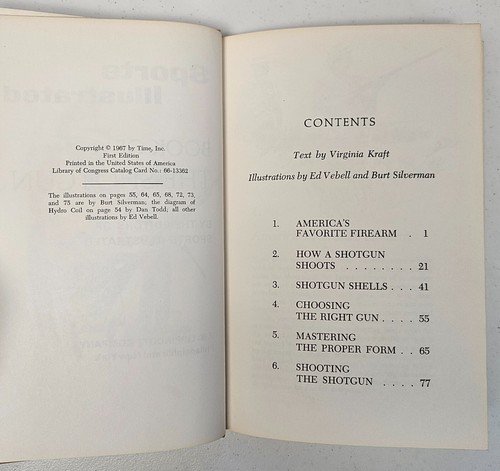 Copyright © 1967 by Time, Inc.
First Edition
Printed in the United States of America
Library of Congress Catalog Card No.: 66-13362
The illustrations on pages 55, 64, 65, 68, 72, 73,
and 75 are by Burt Silverman; the diagram of
Hydro Coil on page 54 by Dan Todd; all other
illustrations by Ed Vebell.
CONTENTS
Text by Virginia Kraft
Illustrations by Ed Vebell and Burt Silverman
1. AMERICA'S
FAVORITE FIREARM . 1
2. HOW A SHOTGUN
SHOOTS . . . . . . . . 21
3. SHOTGUN SHELLS . . . 41
4. CHOOSING
THE RIGHT GUN . . . . 55
5. MASTERING
THE PROPER FORM . . 65
6. SHOOTING
THE SHOTGUN . . . . 77
Sports
Illustrated